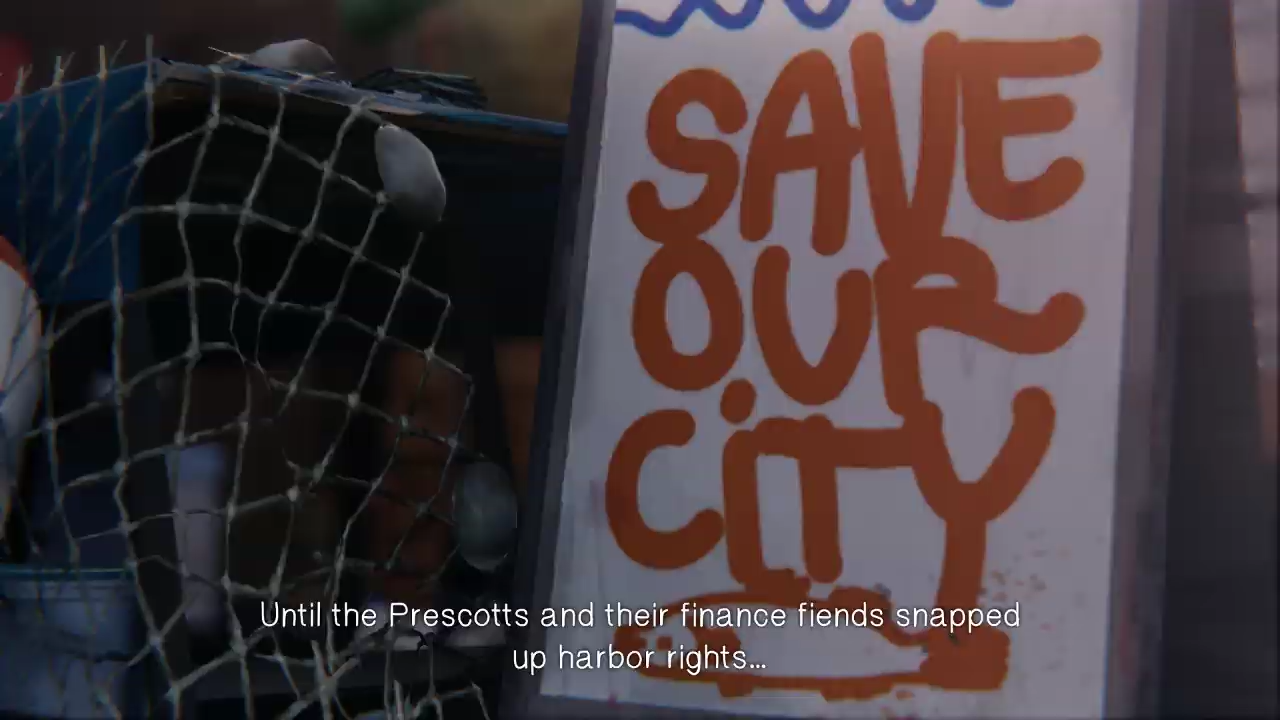 SAVE
OUR
CiTY
Until the Prescotts and their finance fiends snapped
up harbor rights...